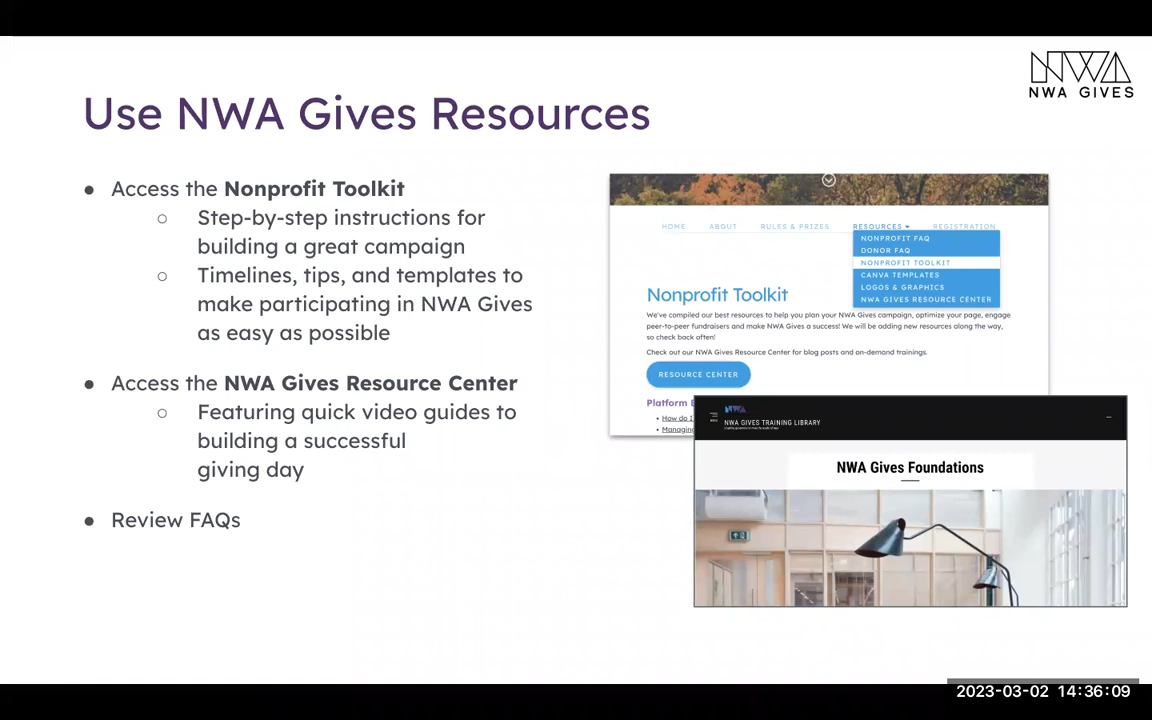 NWA
NWA GIVES
Use NWA Gives Resources
● Access the Nonprofit Toolkit
○ Step-by-step instructions for
building a great campaign
○ Timelines, tips, and templates to
make participating in NWA Gives
as easy as possible
● Access the NWA Gives Resource Center
○ Featuring quick video guides to
building a successful
giving day
● Review FAQs
HOME ABOUT RULES & PRIZES RESOURCES REGISTRATION
NONPROFIT FAQ
DONOR FAQ
NONPROFIT TOOLKIT
CANVA TEMPLATES
LOGOS & GRAPHICS
NWA GIVES RESOURCE CENTER
Nonprofit Toolkit
We've compiled our best resources to help you plan your NWA Gives campaign, optimize your page, engage
peer-to-peer fundraisers and make NWA Gives a success! We will be adding new resources along the way,
so check back often!
Check out our NWA Gives Resource Center for blog posts and on-demand trainings.
RESOURCE CENTER
Platform
• How do I
• Managing
NWA
NWA GIVES TRAINING LIBRARY
NWA Gives Foundations
2023-03-02 14:36:09